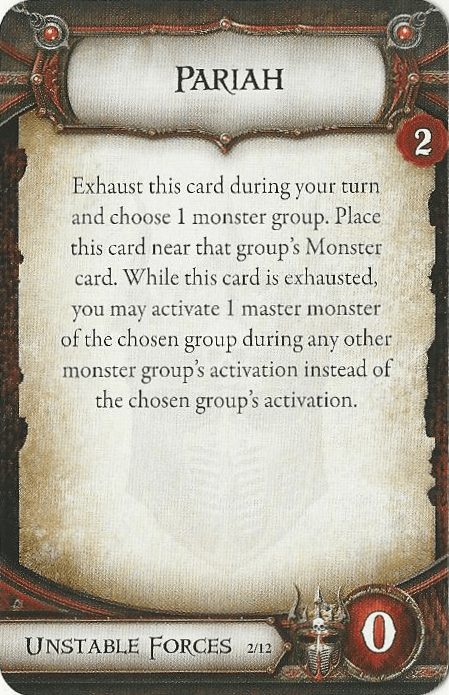 PARIAH
2
Exhaust this card during your turn
and choose 1 monster group. Place
this card near that group's Monster
card. While this card is exhausted,
you may activate 1 master monster
of the chosen group during any other
monster group's activation instead of
the chosen group's activation.
UNSTABLE FORCES 2/12
0